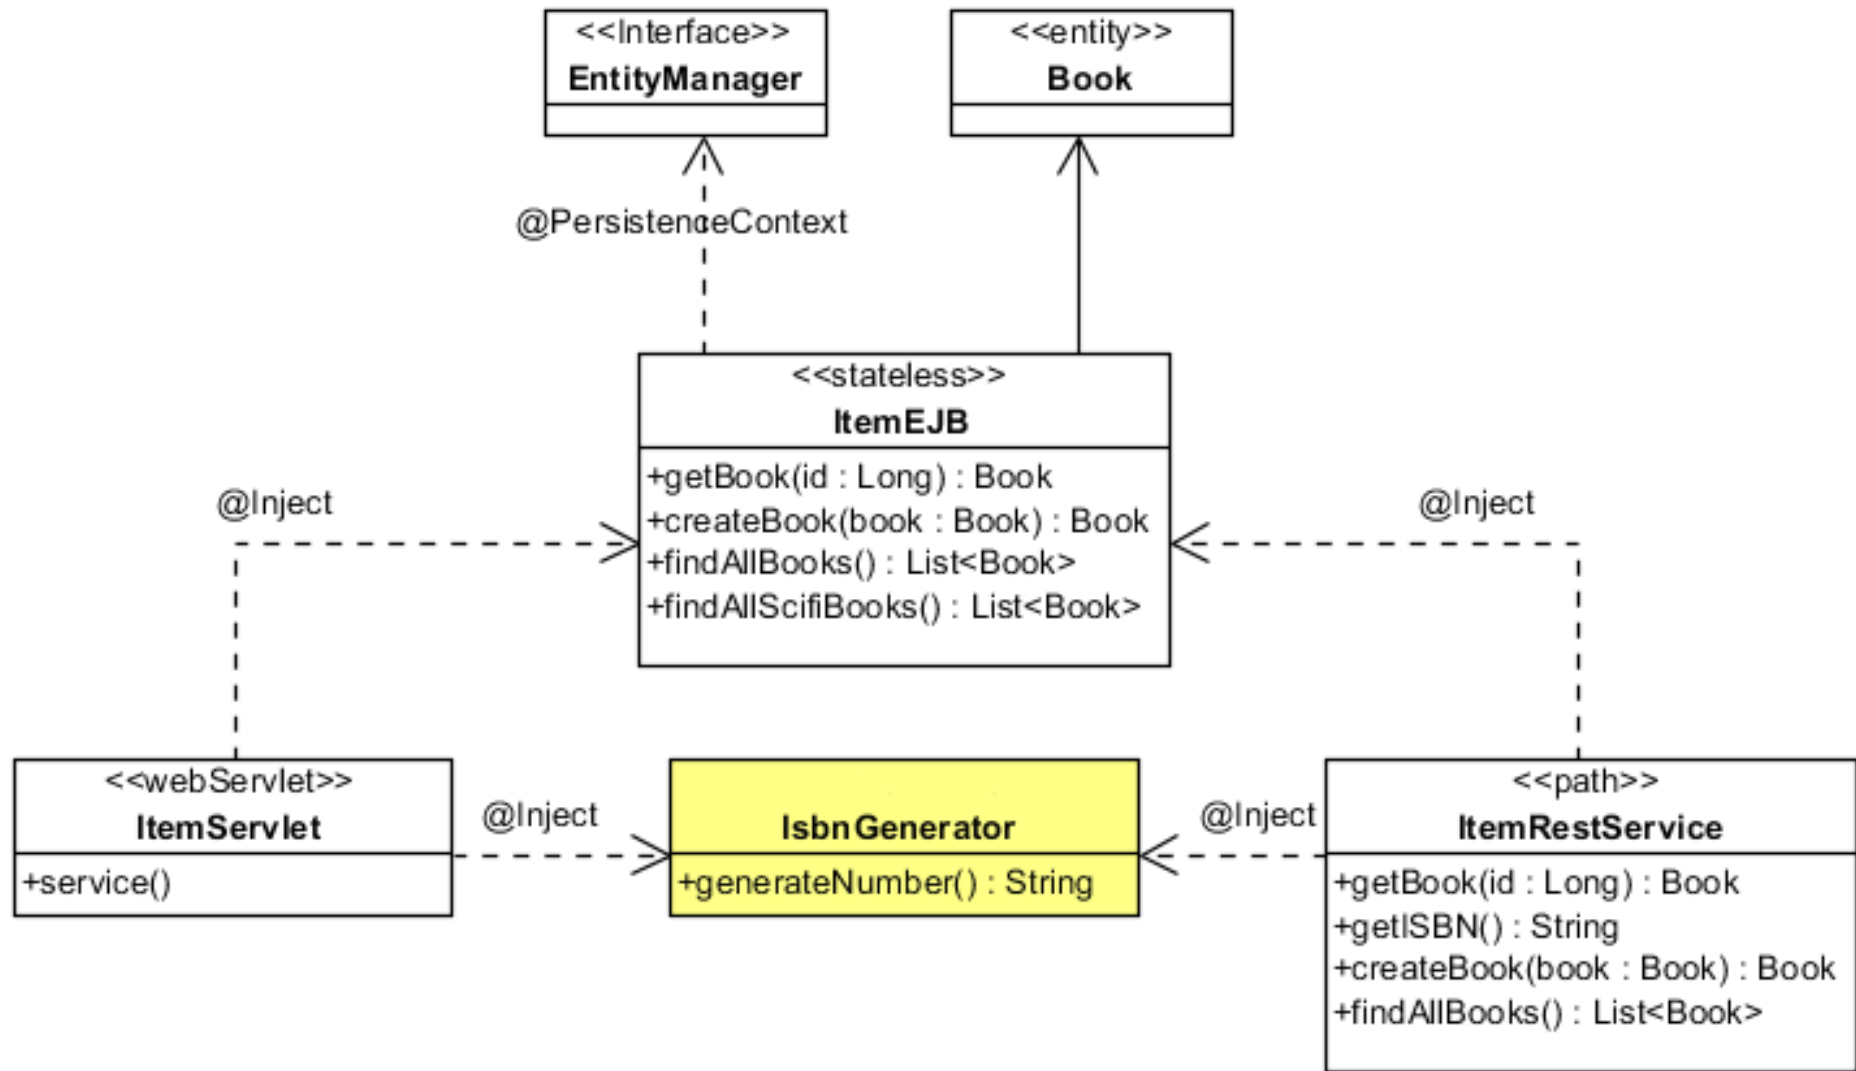 <<Interface>>
EntityManager
<<entity>>
Book
@PersistenceContext
<<stateless>>
ItemEJB
+getBook(id : Long) : Book
+createBook(book : Book) : Book
+findAllBooks() : List<Book>
+findAllScifiBooks() : List<Book>
@Inject
@Inject
<<webServlet>>
ItemServlet
+service()
@Inject
IsbnGenerator
+generateNumber() : String
@Inject
<<path>>
ItemRestService
+getBook(id : Long) : Book
+getISBN() : String
+createBook(book : Book) : Book
+findAllBooks() : List<Book>